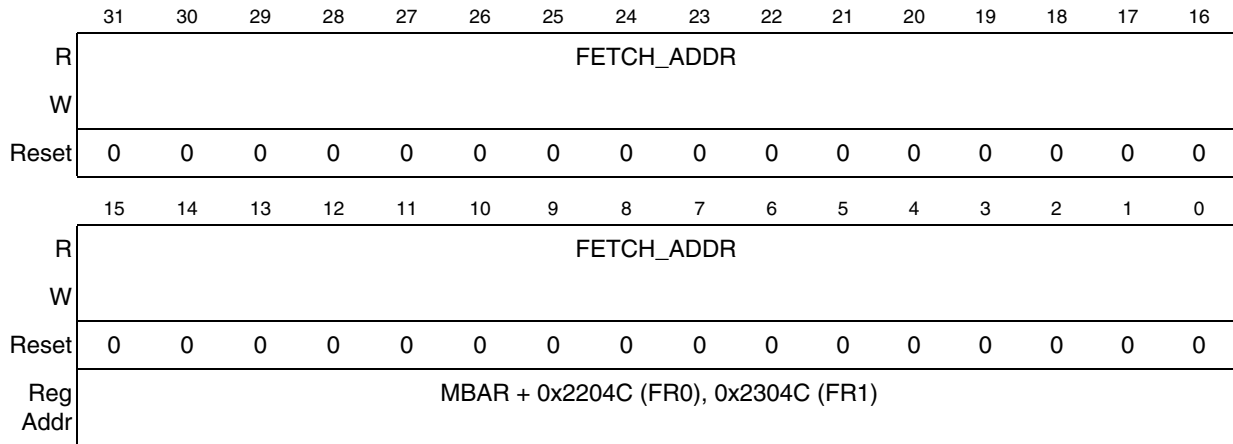 31 30 29 28 27 26 25 24 23 22 21 20 19 18 17 16
R FETCH_ADDR
W
Reset 0 0 0 0 0 0 0 0 0 0 0 0 0 0 0 0
15 14 13 12 11 10 9 8 7 6 5 4 3 2 1 0
R FETCH_ADDR
W
Reset 0 0 0 0 0 0 0 0 0 0 0 0 0 0 0 0
Reg MBAR + 0x2204C (FR0), 0x2304C (FR1)
Addr